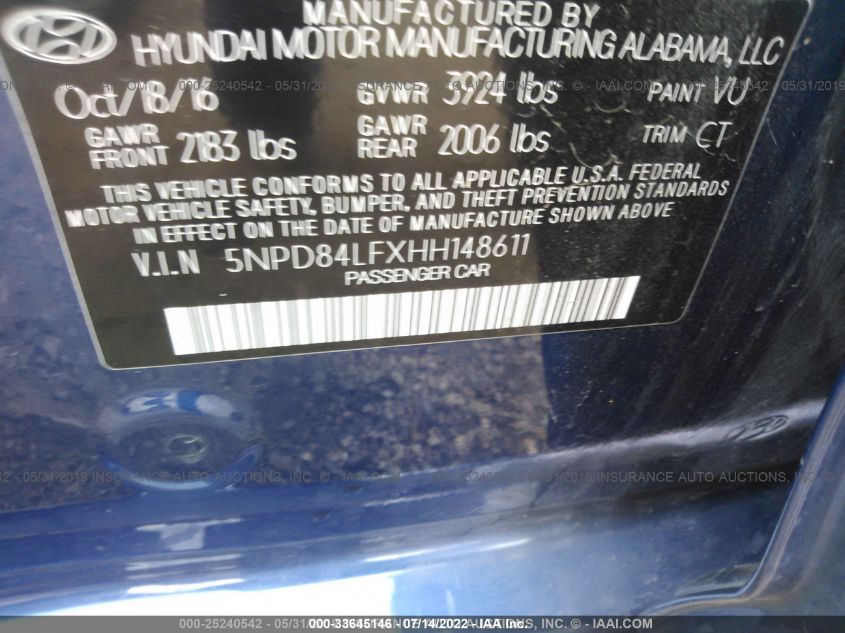 MANUFACTURED BY
HYUNDAI MOTOR MANUFACTURING ALABAMA, LLC
Oct/18/16 GVWR 3924 lbs PAINT VU
GAWR FRONT 2183 lbs GAWR REAR 2006 lbs TRIM CT
THIS VEHICLE CONFORMS TO ALL APPLICABLE U.S.A. FEDERAL
MOTOR VEHICLE SAFETY, BUMPER, AND THEFT PREVENTION STANDARDS
IN EFFECT ON THE DATE OF MANUFACTURE SHOWN ABOVE
V.I.N 5NPD84LFXHH148611
PASSENGER CAR
000-25240542 - 05/31/2019 INSURANCE AUTO AUCTIONS, INC. - IAAI.COM
000-33645146 - 07/14/2022 - IAA Inc.